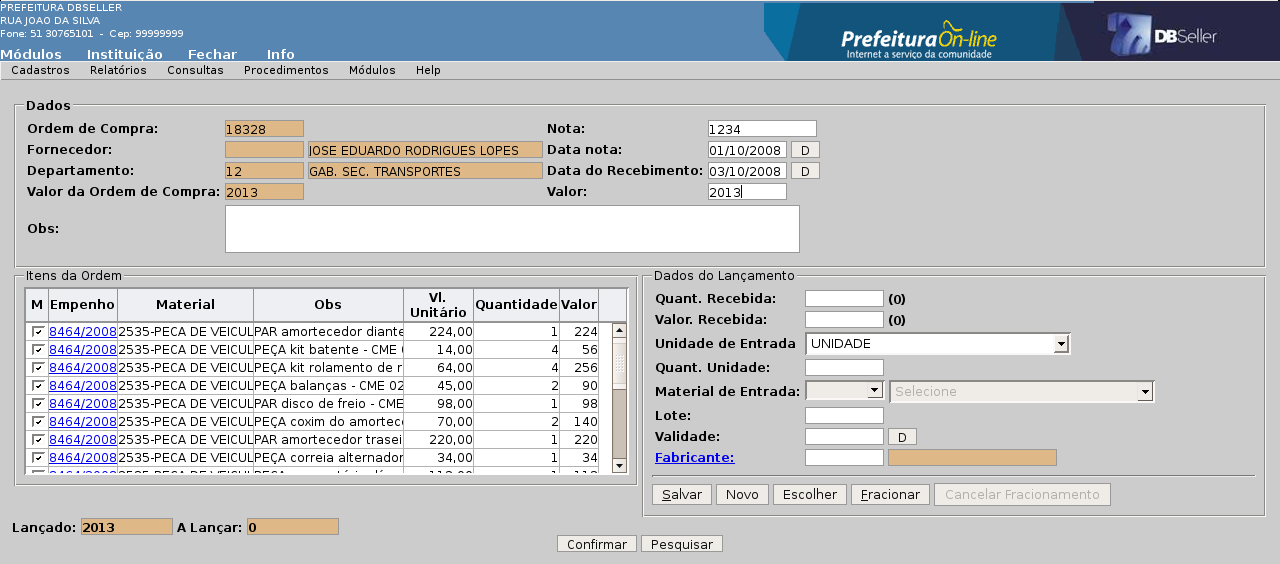 PREFEITURA DBSELLER
RUA JOAO DA SILVA
Fone: 51 30765101 - Cep: 99999999
Módulos Instituição Fechar Info
PrefeituraOn-line
Internet a serviço da comunidade
DBSeller
Cadastros Relatórios Consultas Procedimentos Módulos Help
Dados
Ordem de Compra: 18328 Nota: 1234
Fornecedor: JOSE EDUARDO RODRIGUES LOPES Data nota: 01/10/2008 D
Departamento: 12 GAB. SEC. TRANSPORTES Data do Recebimento: 03/10/2008 D
Valor da Ordem de Compra: 2013 Valor: 2013
Obs:
Itens da Ordem
M Empenho Material Obs Vl. Unitário Quantidade Valor
8464/2008 2535-PECA DE VEICUL PAR amortecedor diante 224,00 1 224
8464/2008 2535-PECA DE VEICUL PEÇA kit batente - CME 14,00 4 56
8464/2008 2535-PECA DE VEICUL PEÇA kit rolamento de r 64,00 4 256
8464/2008 2535-PECA DE VEICUL PEÇA balanças - CME 02 45,00 2 90
8464/2008 2535-PECA DE VEICUL PAR disco de freio - CME 98,00 1 98
8464/2008 2535-PECA DE VEICUL PEÇA coxim do amortec 70,00 2 140
8464/2008 2535-PECA DE VEICUL PAR amortecedor trasei 220,00 1 220
8464/2008 2535-PECA DE VEICUL PEÇA correia alternador 34,00 1 34
Dados do Lançamento
Quant. Recebida: (0)
Valor. Recebida: (0)
Unidade de Entrada UNIDADE
Quant. Unidade:
Material de Entrada: Selecione
Lote:
Validade: D
Fabricante:
Salvar Novo Escolher Fracionar Cancelar Fracionamento
Lançado: 2013 A Lançar: 0
Confirmar Pesquisar